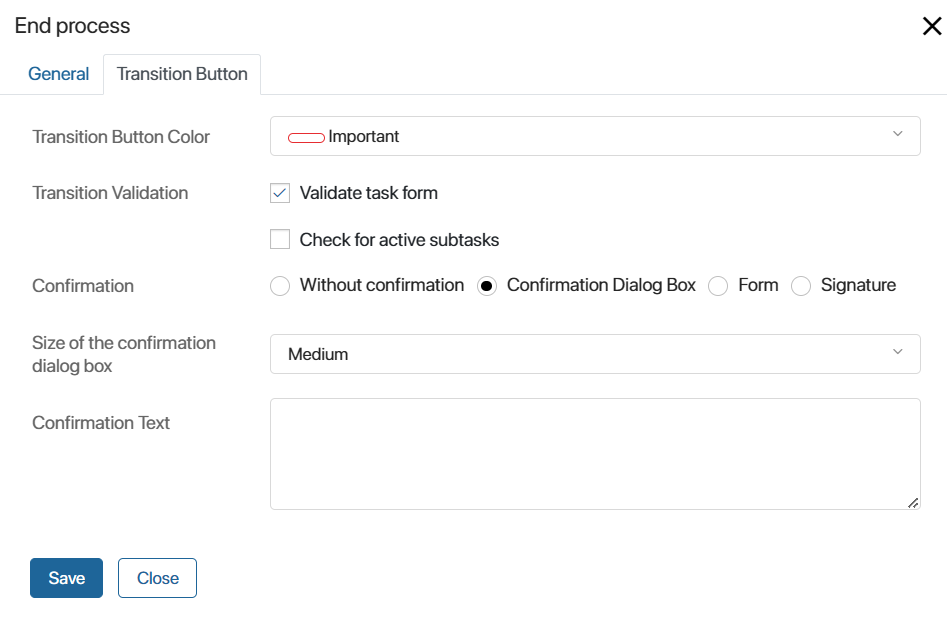 End process
General Transition Button
Transition Button Color Important
Transition Validation Validate task form
Check for active subtasks
Confirmation Without confirmation Confirmation Dialog Box Form Signature
Size of the confirmation
dialog box
Medium
Confirmation Text
Save Close